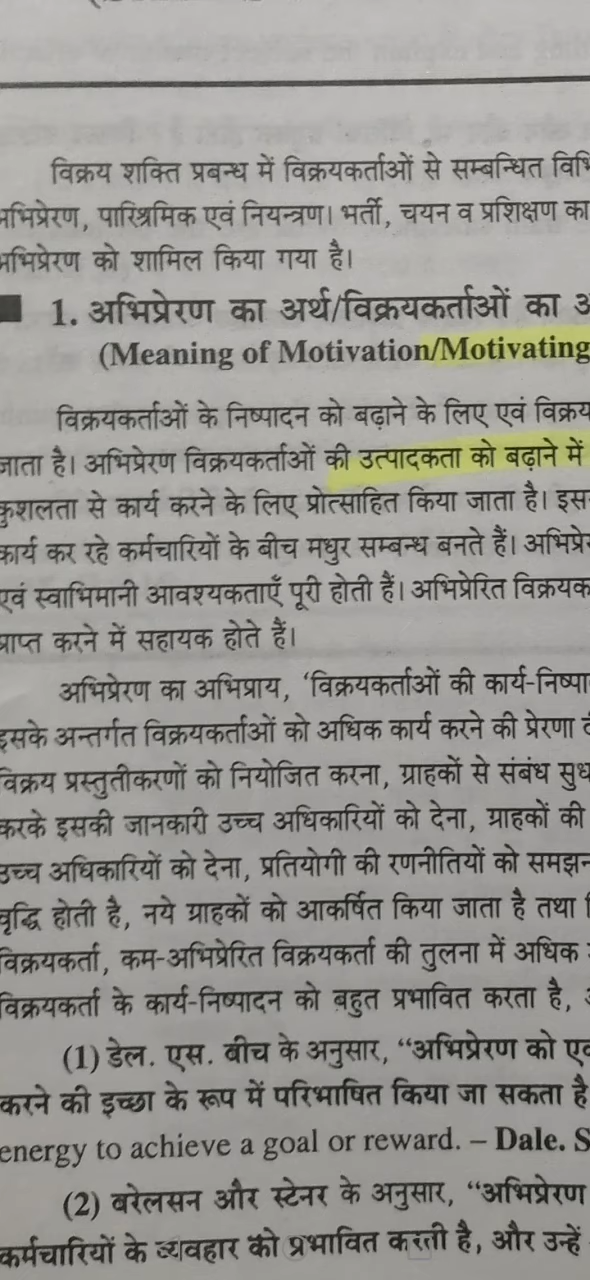 विक्रय शक्ति प्रबन्ध में विक्रयकर्ताओं से सम्बन्धित
अभिप्रेरण, पारिश्रमिक एवं नियन्त्रण। भर्ती, चयन व प्रशिक्षण का
अभिप्रेरण को शामिल किया गया है।
1. अभिप्रेरण का अर्थ/विक्रयकर्ताओं का
(Meaning of Motivation/Motivating
विक्रयकर्ताओं के निष्पादन को बढ़ाने के लिए एवं विक्रय
जाता है। अभिप्रेरण विक्रयकर्ताओं की उत्पादकता को बढ़ाने में
कुशलता से कार्य करने के लिए प्रोत्साहित किया जाता है। इस
कार्य कर रहे कर्मचारियों के बीच मधुर सम्बन्ध बनते हैं। अभिप्रे
एवं स्वाभिमानी आवश्यकताएँ पूरी होती हैं। अभिप्रेरित विक्रयक
प्राप्त करने में सहायक होते हैं।
अभिप्रेरण का अभिप्राय, ‘विक्रयकर्ताओं की कार्य-निष्पा
इसके अन्तर्गत विक्रयकर्ताओं को अधिक कार्य करने की प्रेरणा
विक्रय प्रस्तुतीकरणों को नियोजित करना, ग्राहकों से संबंध सुध
करके इसकी जानकारी उच्च अधिकारियों को देना, ग्राहकों की
उच्च अधिकारियों को देना, प्रतियोगी की रणनीतियों को समझन
वृद्धि होती है, नये ग्राहकों को आकर्षित किया जाता है तथा
विक्रयकर्ता, कम-अभिप्रेरित विक्रयकर्ता की तुलना में अधिक
विक्रयकर्ता के कार्य-निष्पादन को बहुत प्रभावित करता है,
(1) डेल. एस. बीच के अनुसार, “अभिप्रेरण को एक
करने की इच्छा के रूप में परिभाषित किया जा सकता है
energy to achieve a goal or reward. – Dale. S
(2) बरेलसन और स्टेनर के अनुसार, “अभिप्रेरण
कर्मचारियों के व्यवहार को प्रभावित करती है, और उन्हें